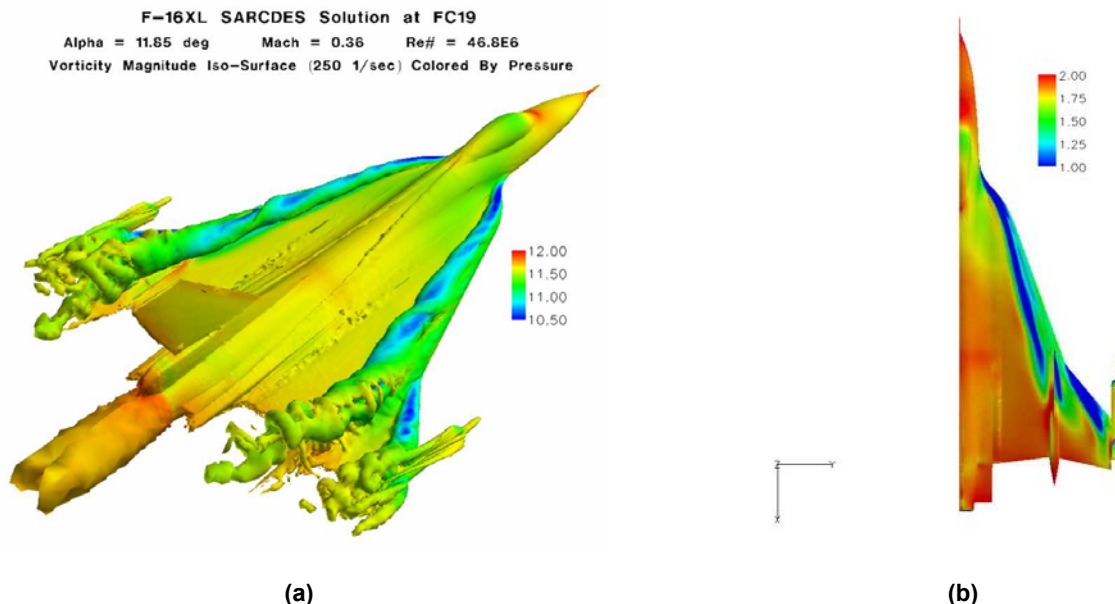 F-16XL SARCDES Solution at FC19
Alpha = 11.85 deg Mach = 0.36 Re# = 46.8E6
Vorticity Magnitude Iso-Surface (250 1/sec) Colored By Pressure
12.00
11.50
11.00
10.50
2.00
1.75
1.50
1.25
1.00
Z Y
X
(a) (b)